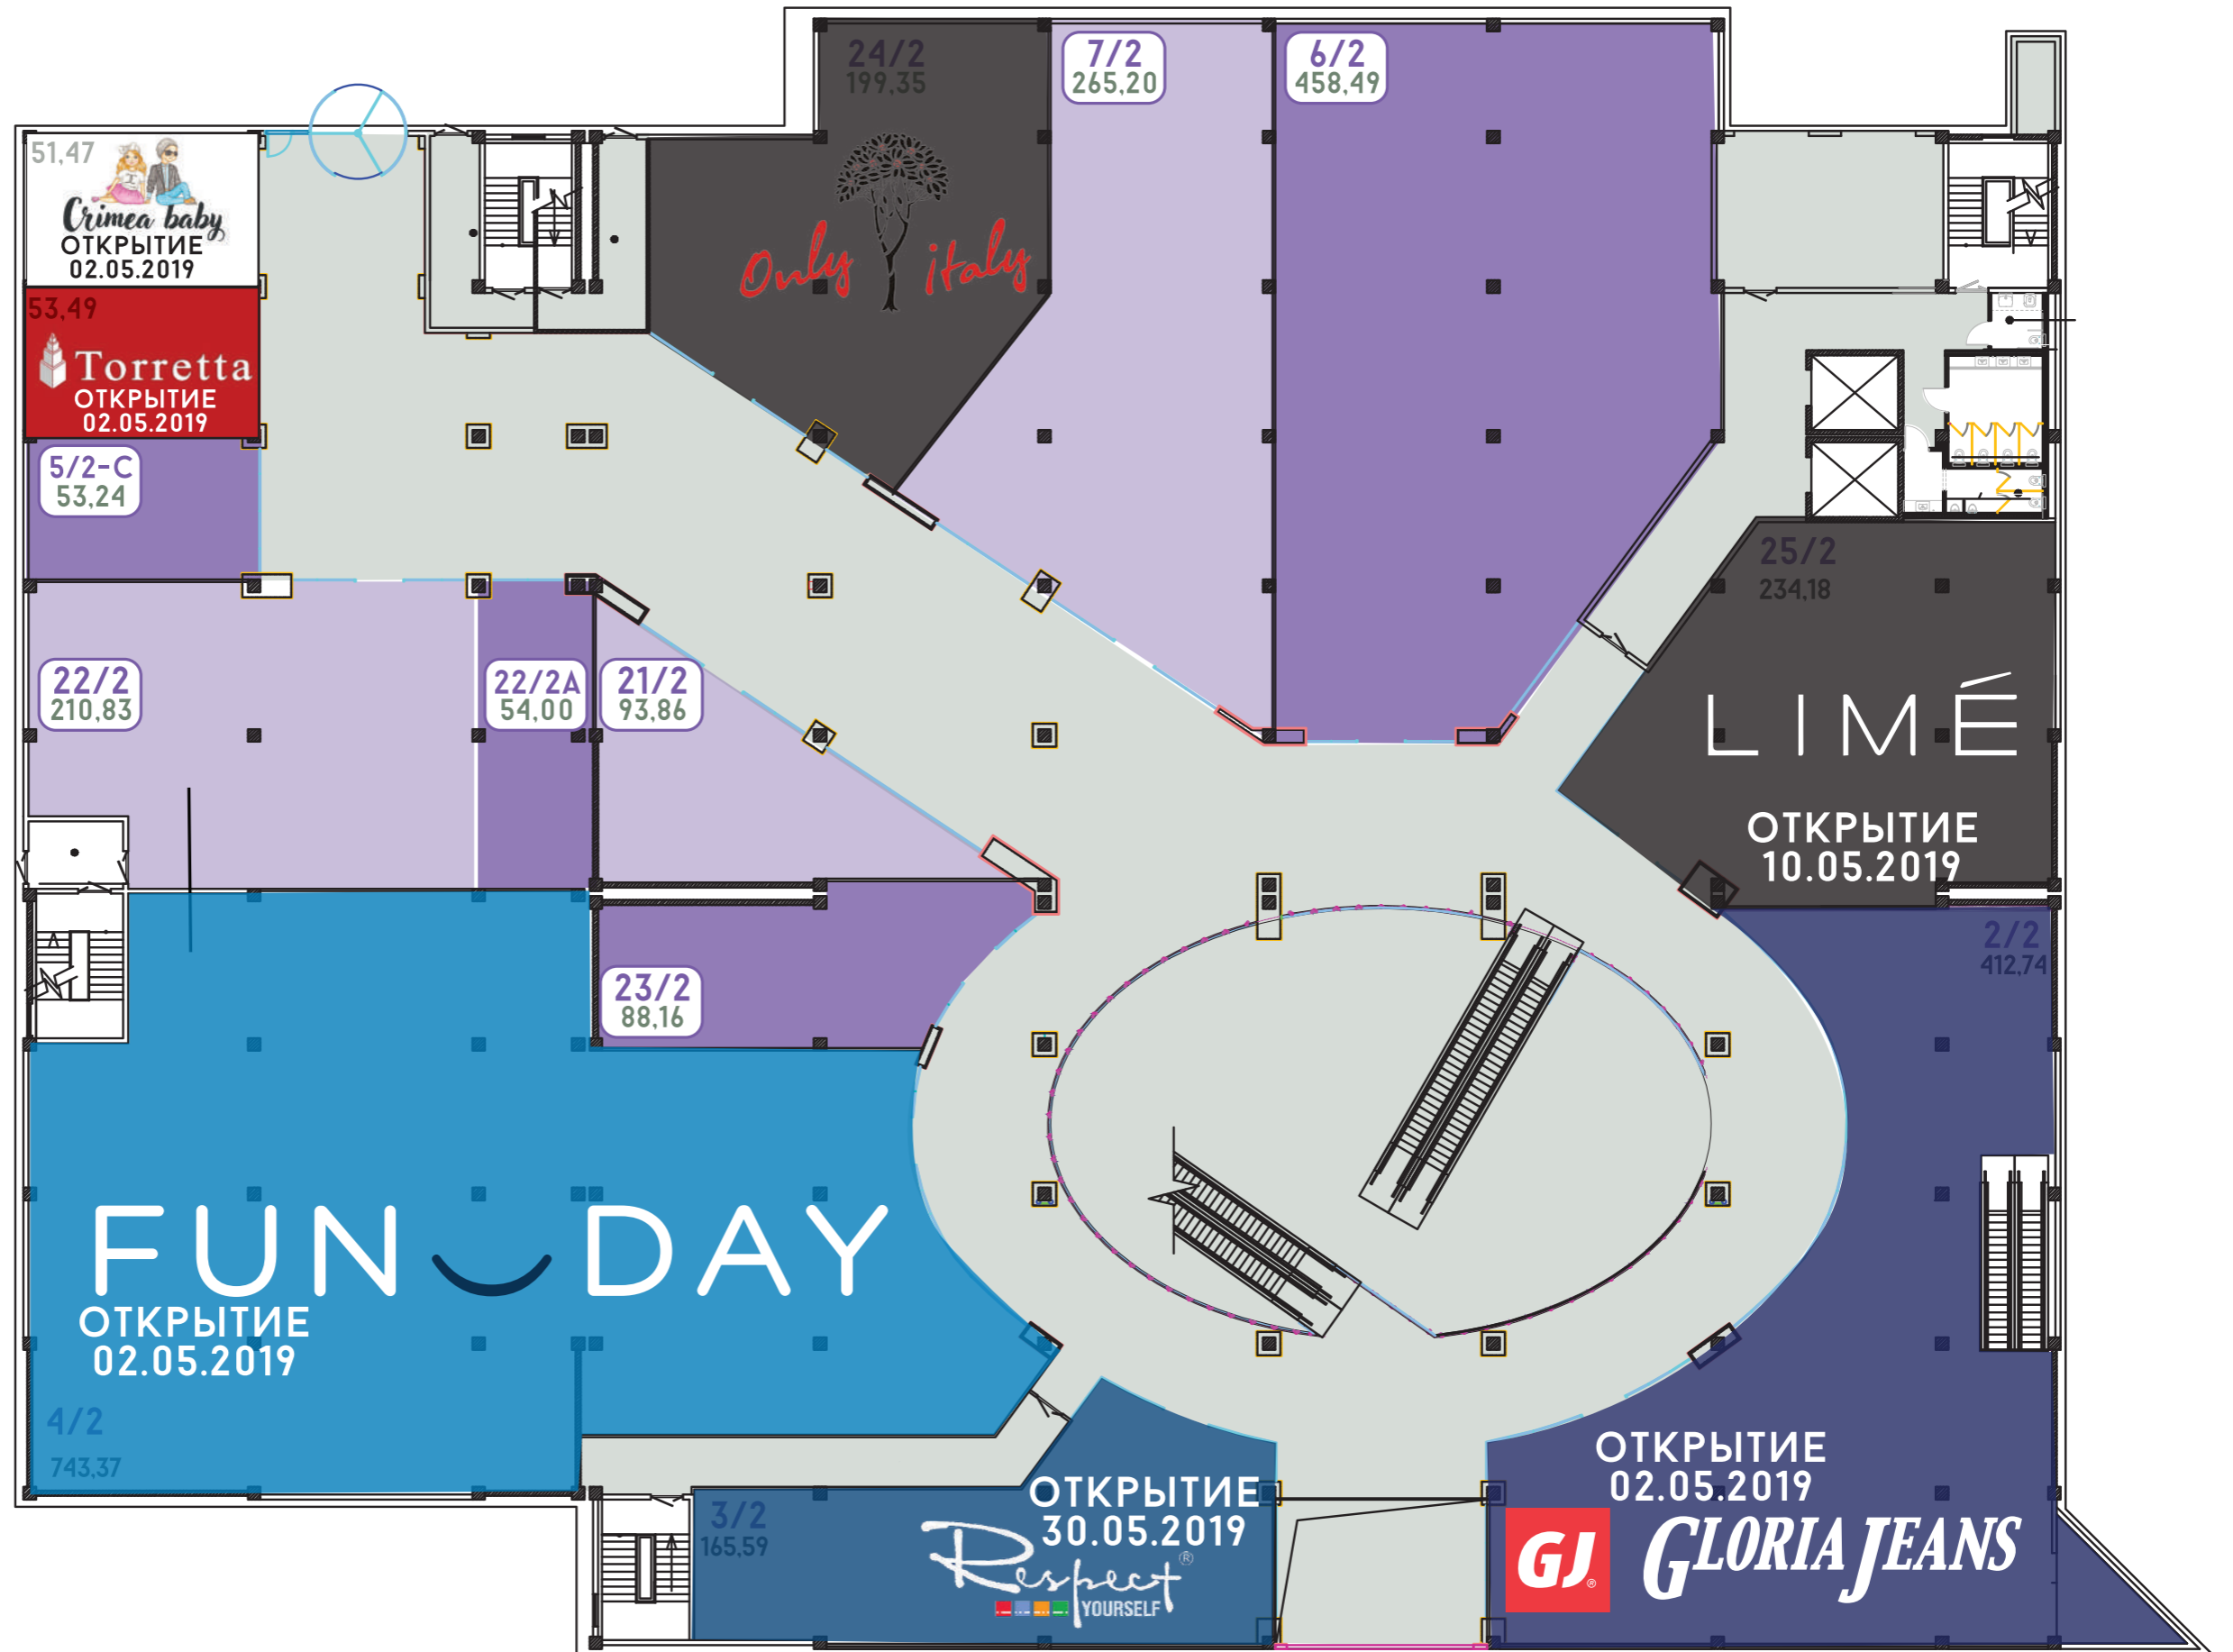 24/2
199,35
7/2
265,20
6/2
458,49
51,47
Crimea baby
ОТКРЫТИЕ
02.05.2019
Only italy
53,49
Torretta
ОТКРЫТИЕ
02.05.2019
5/2-С
53,24
25/2
234,18
LIMÉ
ОТКРЫТИЕ
10.05.2019
22/2
210,83
22/2А
54,00
21/2
93,86
23/2
88,16
2/2
412,74
FUN DAY
ОТКРЫТИЕ
02.05.2019
4/2
743,37
3/2
165,59
ОТКРЫТИЕ
30.05.2019
Respect®
YOURSELF
ОТКРЫТИЕ
02.05.2019
GJ®
GLORIA JEANS